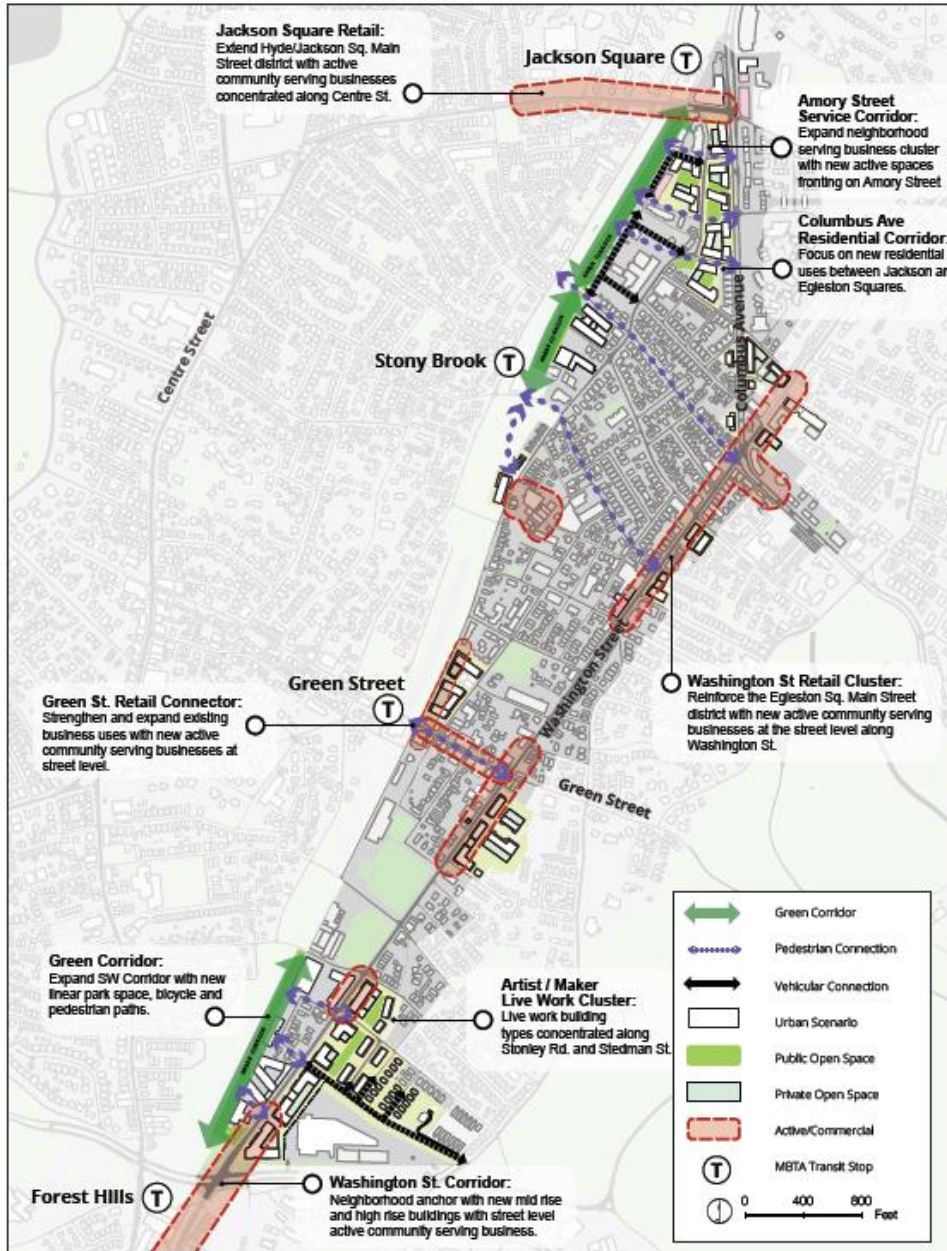 Jackson Square Retail:
Extend Hyde/Jackson Sq. Main
Street district with active
community serving businesses
concentrated along Centre St.
Jackson Square T
Amory Street
Service Corridor:
Expand neighborhood
serving business cluster
with new active spaces
fronting on Amory Street
Columbus Ave
Residential Corridor:
Focus on new residential
uses between Jackson an
Egleston Squares.
Columbus Avenue
Centre Street
Stony Brook T
Washington Street
Green Street T
Green St. Retail Connector:
Strengthen and expand existing
business uses with new active
community serving businesses at
street level.
Washington St Retail Cluster:
Reinforce the Egleston Sq. Main Street
district with new active community serving
businesses at the street level along
Washington St.
Green Street
Green Corridor:
Expand SW Corridor with new
linear park space, bicycle and
pedestrian paths.
Artist / Maker
Live Work Cluster:
Live work building
types concentrated along
Stonley Rd. and Stedman St.
Forest Hills T
Washington St. Corridor:
Neighborhood anchor with new mid rise
and high rise buildings with street level
active community serving business.
Green Corridor
Pedestrian Connection
Vehicular Connection
Urban Scenario
Public Open Space
Private Open Space
Active/Commercial
T MBTA Transit Stop
0 400 800 Feet